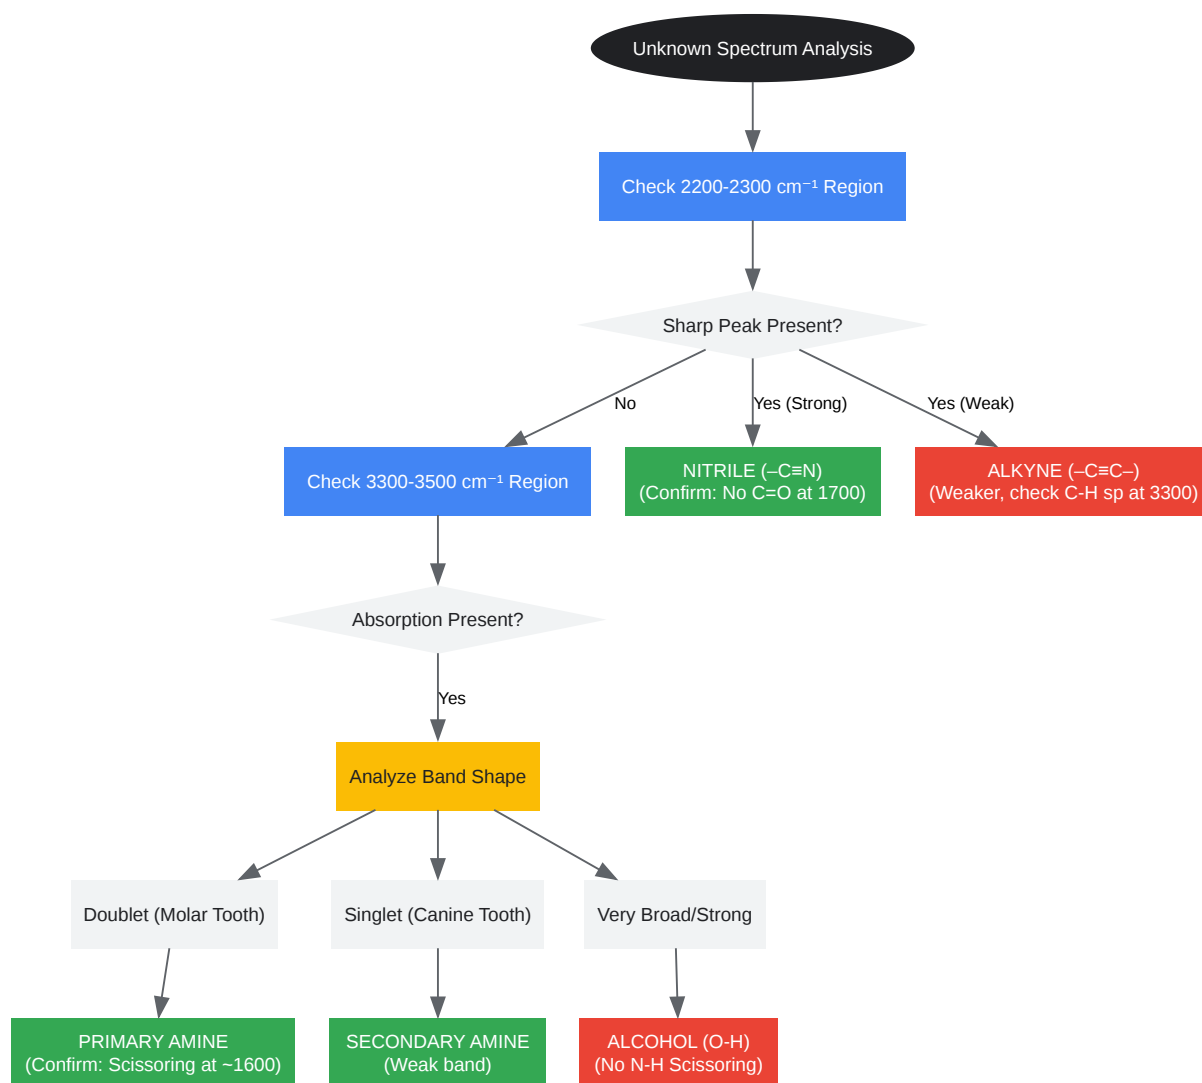 Unknown Spectrum Analysis
Check 2200-2300 cm⁻¹ Region
Sharp Peak Present?
No
Yes (Strong)
Yes (Weak)
Check 3300-3500 cm⁻¹ Region
NITRILE (–C≡N)
(Confirm: No C=O at 1700)
ALKYNE (–C≡C–)
(Weaker, check C-H sp at 3300)
Absorption Present?
Yes
Analyze Band Shape
Doublet (Molar Tooth)
Singlet (Canine Tooth)
Very Broad/Strong
PRIMARY AMINE
(Confirm: Scissoring at ~1600)
SECONDARY AMINE
(Weak band)
ALCOHOL (O-H)
(No N-H Scissoring)